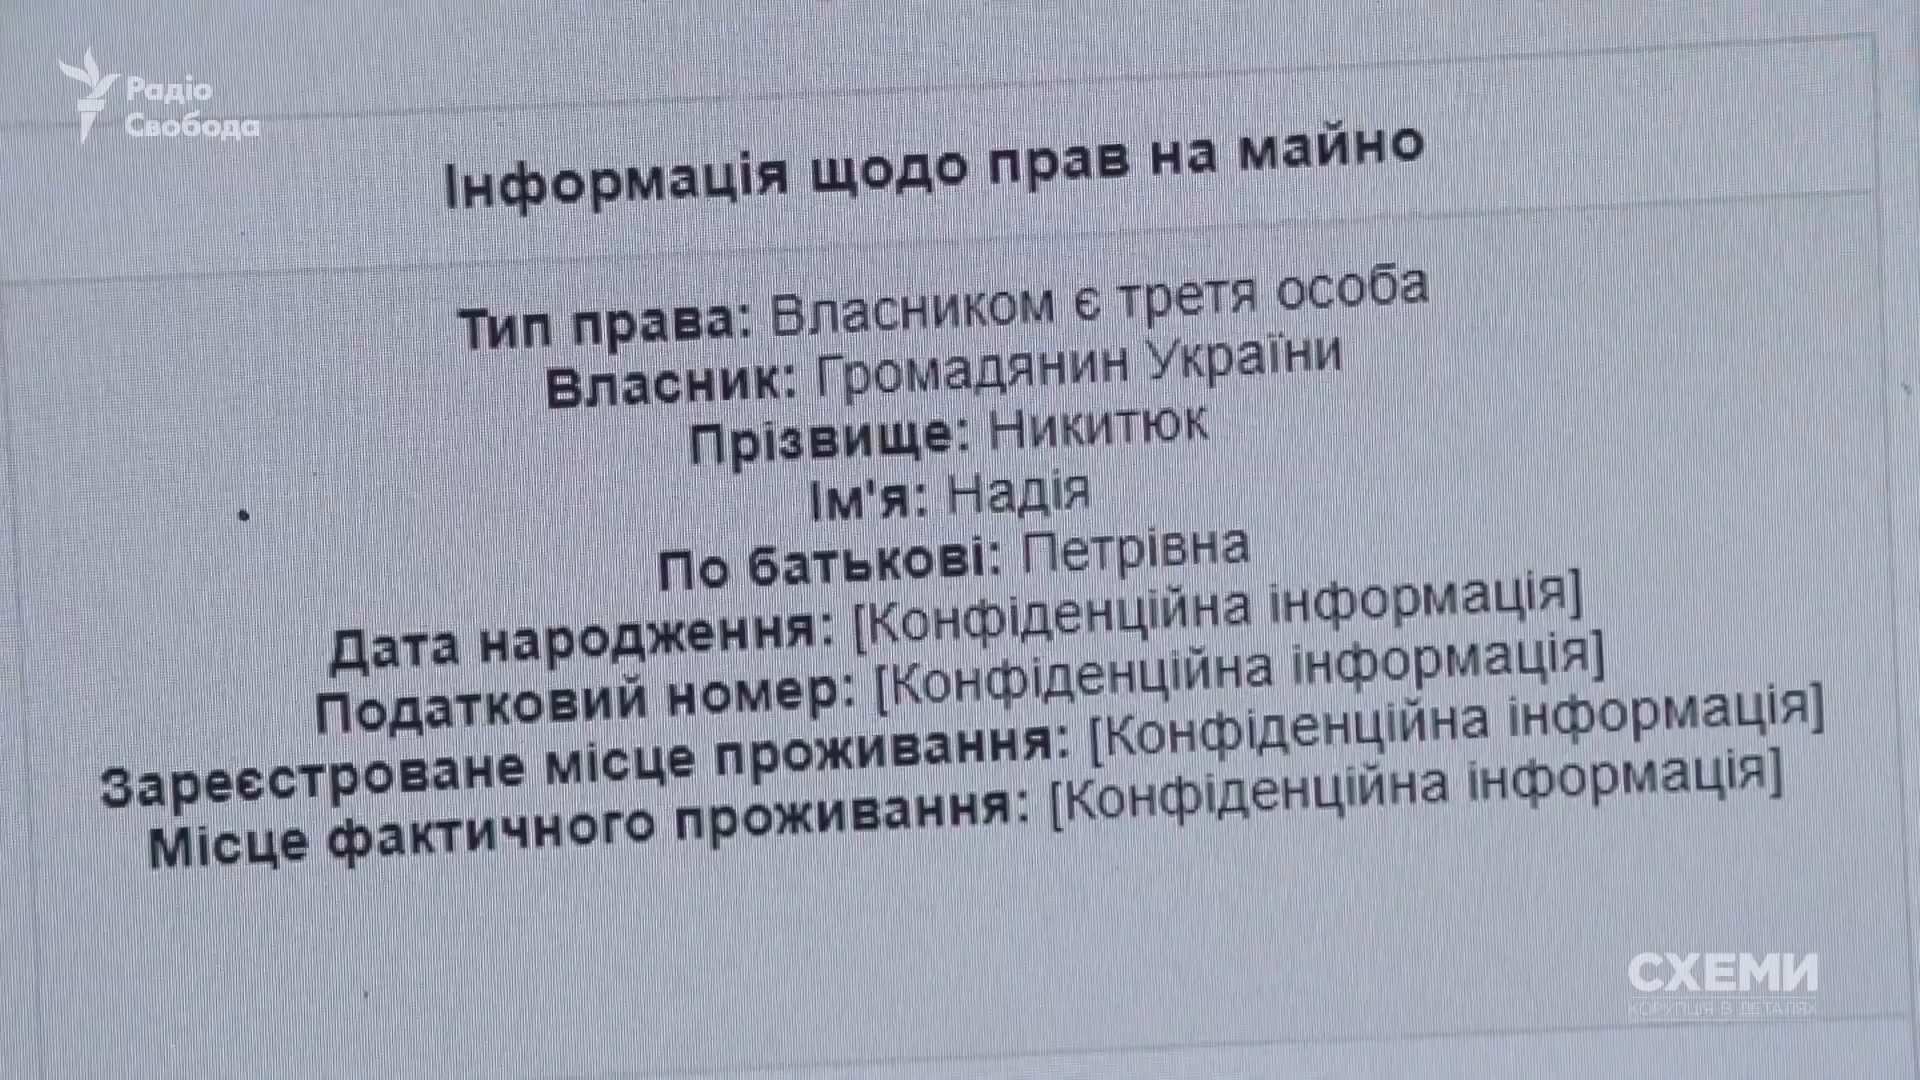 Радіо
Свобода
Інформація щодо прав на майно
Тип права: Власником є третя особа
Власник: Громадянин України
Прізвище: Никитюк
Ім'я: Надія
По батькові: Петрівна
Дата народження: [Конфіденційна інформація]
Податковий номер: [Конфіденційна інформація]
Зареєстроване місце проживання: [Конфіденційна інформація]
Місце фактичного проживання: [Конфіденційна інформація]
СХЕМИ
КОРУПЦІЯ В ДЕТАЛЯХ